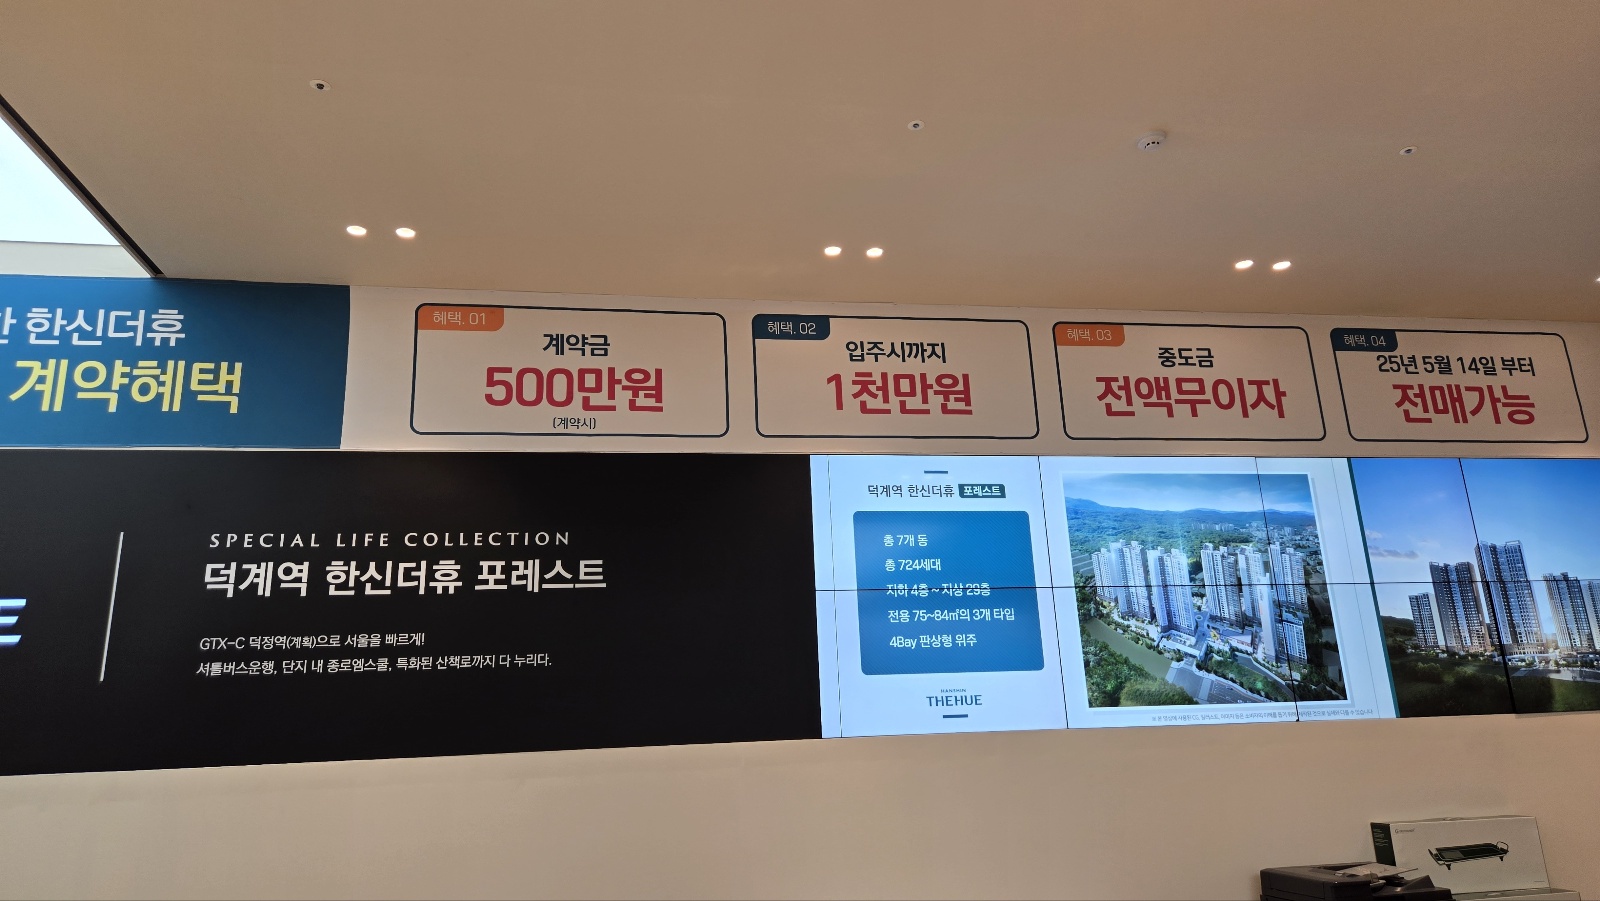 한신더휴
계약혜택
혜택. 01
계약금
500만원
(계약시)
혜택. 02
입주시까지
1천만원
혜택. 03
중도금
전액무이자
혜택. 04
25년 5월 14일 부터
전매가능
SPECIAL LIFE COLLECTION
덕계역 한신더휴 포레스트
GTX-C 덕정역(계획)으로 서울을 빠르게!
셔틀버스운행, 단지 내 종로엠스쿨, 특화된 산책로까지 다 누리다.
덕계역 한신더휴 포레스트
총 7개 동
총 724세대
지하 4층 ~ 지상 29층
전용 75~84㎡의 3개 타입
4Bay 판상형 위주
HANSHIN
THEHUE